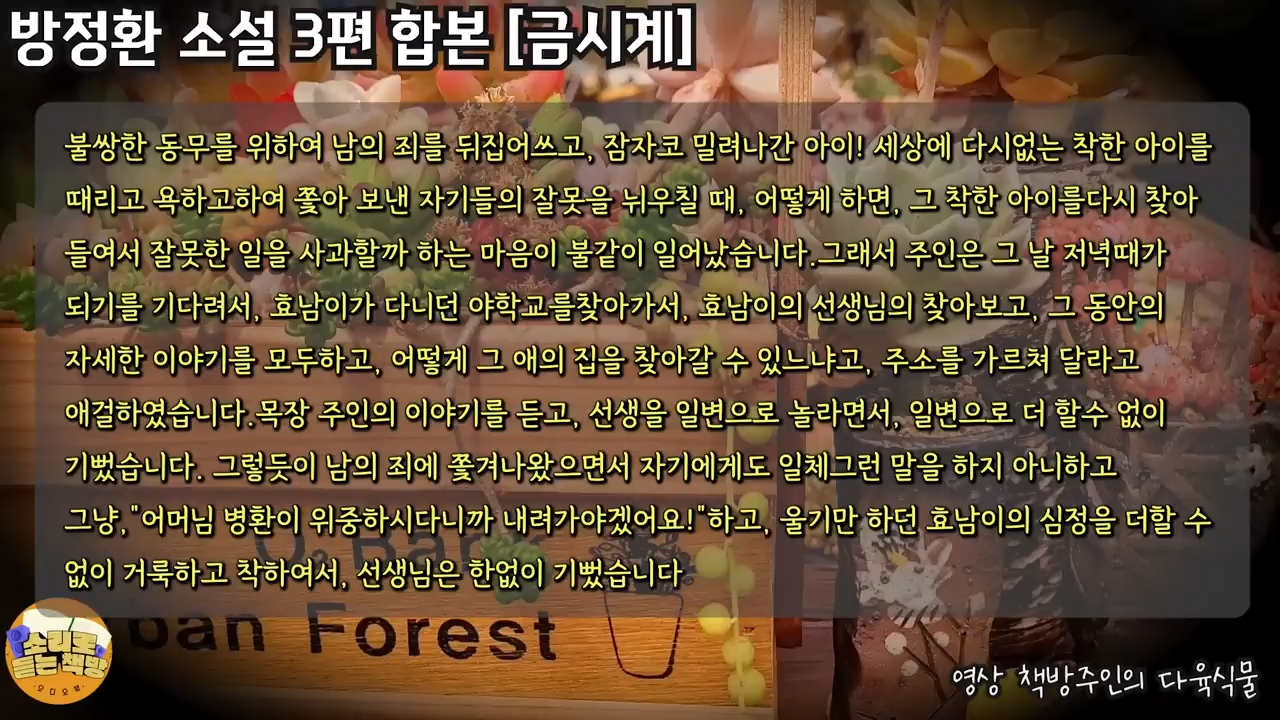 방정환 소설 3편 합본 [금시계]
불쌍한 동무를 위하여 남의 죄를 뒤집어쓰고, 잠자코 밀려나간 아이! 세상에 다시없는 착한 아이를
때리고 욕하고하여 쫓아 보낸 자기들의 잘못을 뉘우칠 때, 어떻게 하면, 그 착한 아이를다시 찾아
들여서 잘못한 일을 사과할까 하는 마음이 불같이 일어났습니다.그래서 주인은 그 날 저녁때가
되기를 기다려서, 효남이가 다니던 야학교를찾아가서, 효남이의 선생님의 찾아보고, 그 동안의
자세한 이야기를 모두하고, 어떻게 그 애의 집을 찾아갈 수 있느냐고, 주소를 가르쳐 달라고
애걸하였습니다.목장 주인의 이야기를 듣고, 선생을 일변으로 놀라면서, 일변으로 더 할수 없이
기뻤습니다. 그렇듯이 남의 죄에 쫓겨나왔으면서 자기에게도 일체그런 말을 하지 아니하고
그냥,"어머님 병환이 위중하시다니까 내려가야겠어요!"하고, 울기만 하던 효남이의 심정을 더할 수
없이 거룩하고 착하여서, 선생님은 한없이 기뻤습니다
ban Forest
소리로
듣는 책방
·오디오북·
영상 책방주인의 다육식물